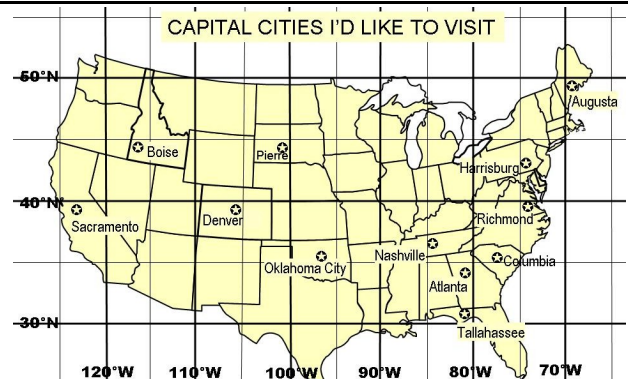 CAPITAL CITIES I'D LIKE TO VISIT
50°N
Augusta
Boise
Pierre
Harrisburg
40°N
Sacramento
Denver
Richmond
Nashville
Columbia
Oklahoma City
Atlanta
30°N
Tallahassee
120°W 110°W 100°W 90°W 80°W 70°W